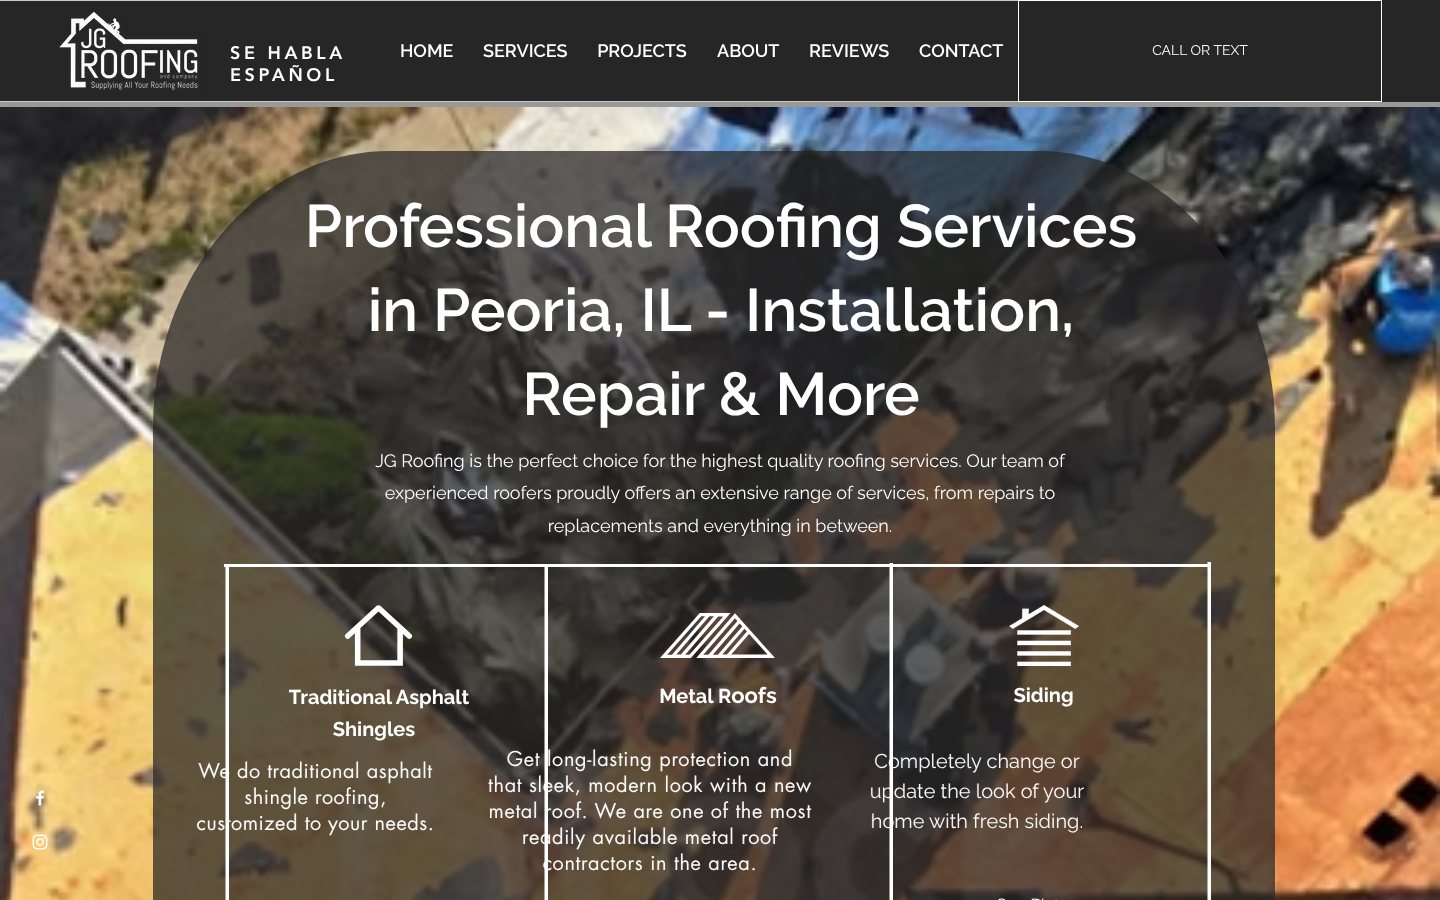 JG
ROOFING
and company
Supplying All Your Roofing Needs
SE HABLA
ESPAÑOL
HOME SERVICES PROJECTS ABOUT REVIEWS CONTACT
CALL OR TEXT
Professional Roofing Services
in Peoria, IL - Installation,
Repair & More
JG Roofing is the perfect choice for the highest quality roofing services. Our team of
experienced roofers proudly offers an extensive range of services, from repairs to
replacements and everything in between.
Traditional Asphalt
Shingles
We do traditional asphalt
shingle roofing,
customized to your needs.
Metal Roofs
Get long-lasting protection and
that sleek, modern look with a new
metal roof. We are one of the most
readily available metal roof
contractors in the area.
Siding
Completely change or
update the look of your
home with fresh siding.